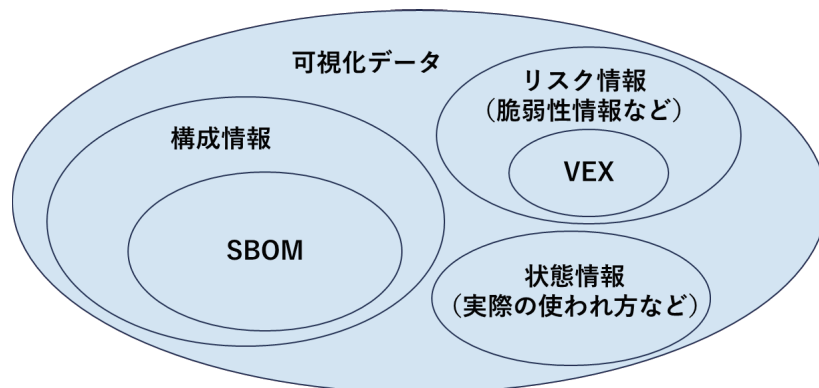 可視化データ
構成情報
SBOM
リスク情報
（脆弱性情報など）
VEX
状態情報
（実際の使われ方など）